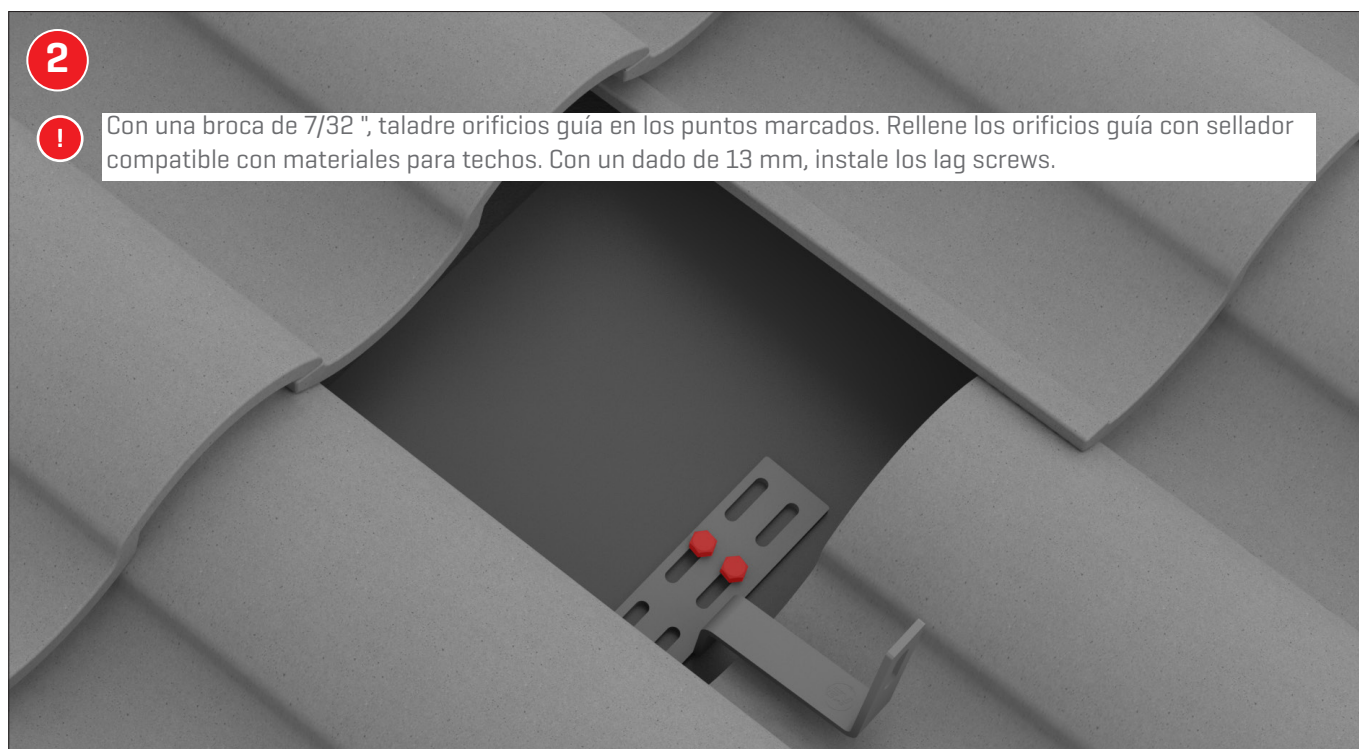 2
!
Con una broca de 7/32 ", taladre orificios guía en los puntos marcados. Rellene los orificios guía con sellador
compatible con materiales para techos. Con un dado de 13 mm, instale los lag screws.